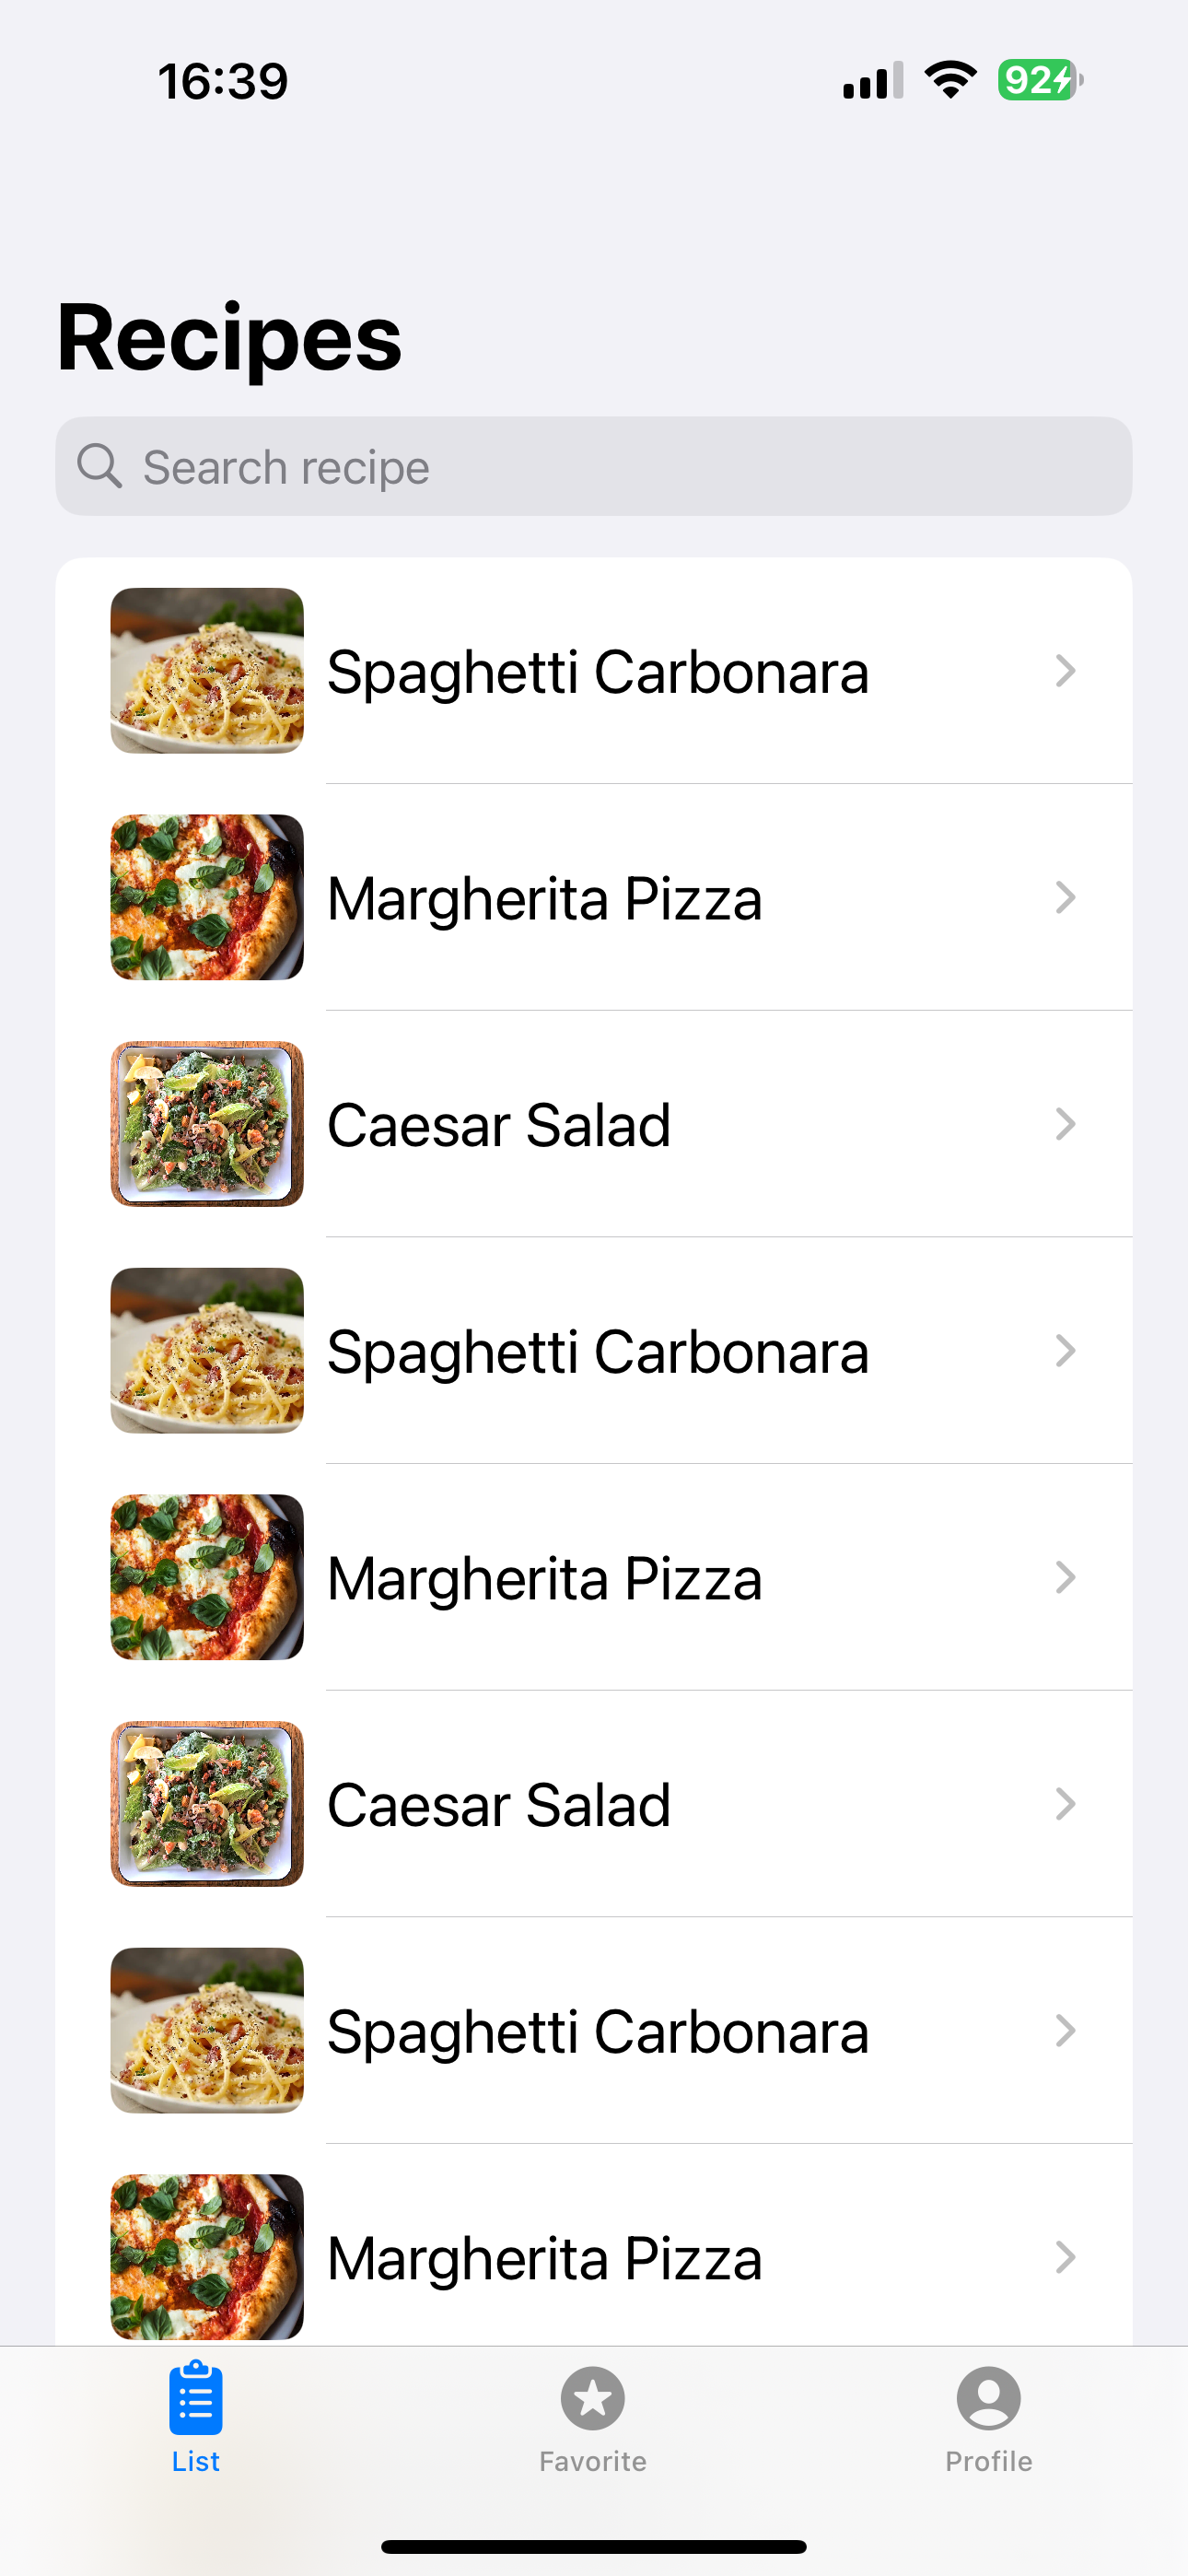 16:39
92
Recipes
Search recipe
Spaghetti Carbonara
Margherita Pizza
Caesar Salad
Spaghetti Carbonara
Margherita Pizza
Caesar Salad
Spaghetti Carbonara
Margherita Pizza
List
Favorite
Profile